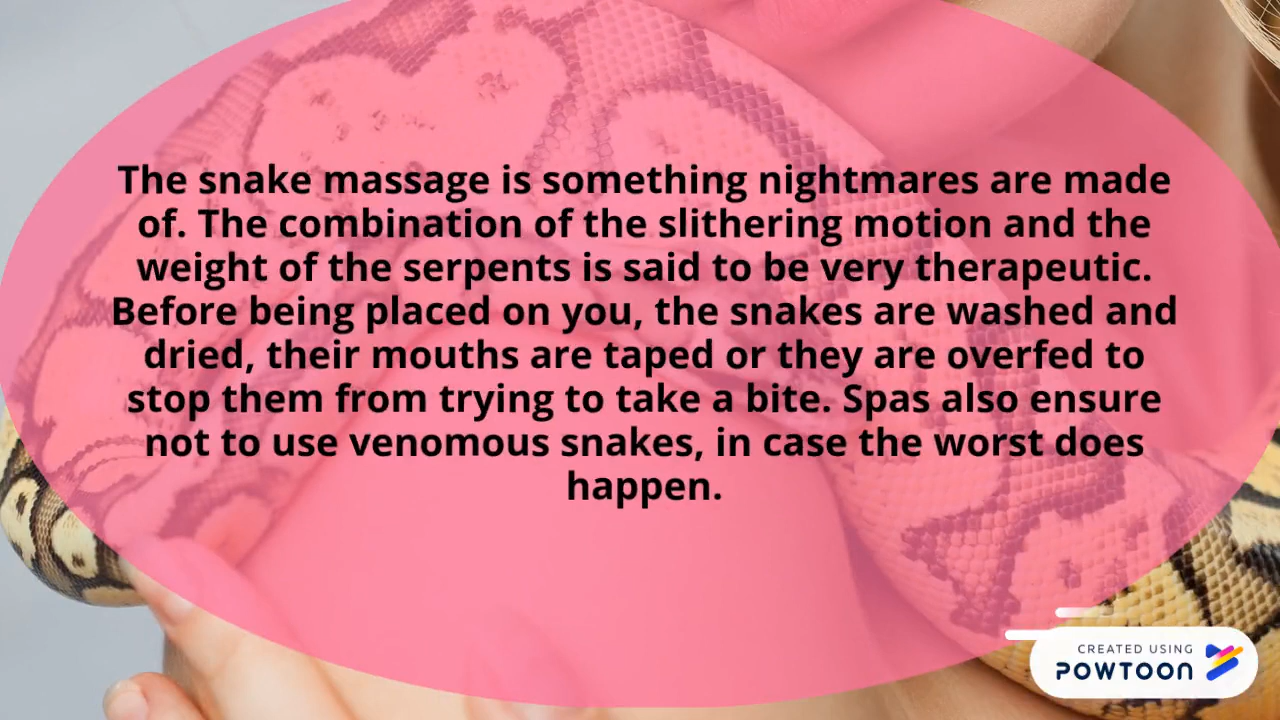 The snake massage is something nightmares are made
of. The combination of the slithering motion and the
weight of the serpents is said to be very therapeutic.
Before being placed on you, the snakes are washed and
dried, their mouths are taped or they are overfed to
stop them from trying to take a bite. Spas also ensure
not to use venomous snakes, in case the worst does
happen.
CREATED USING
POWTOON